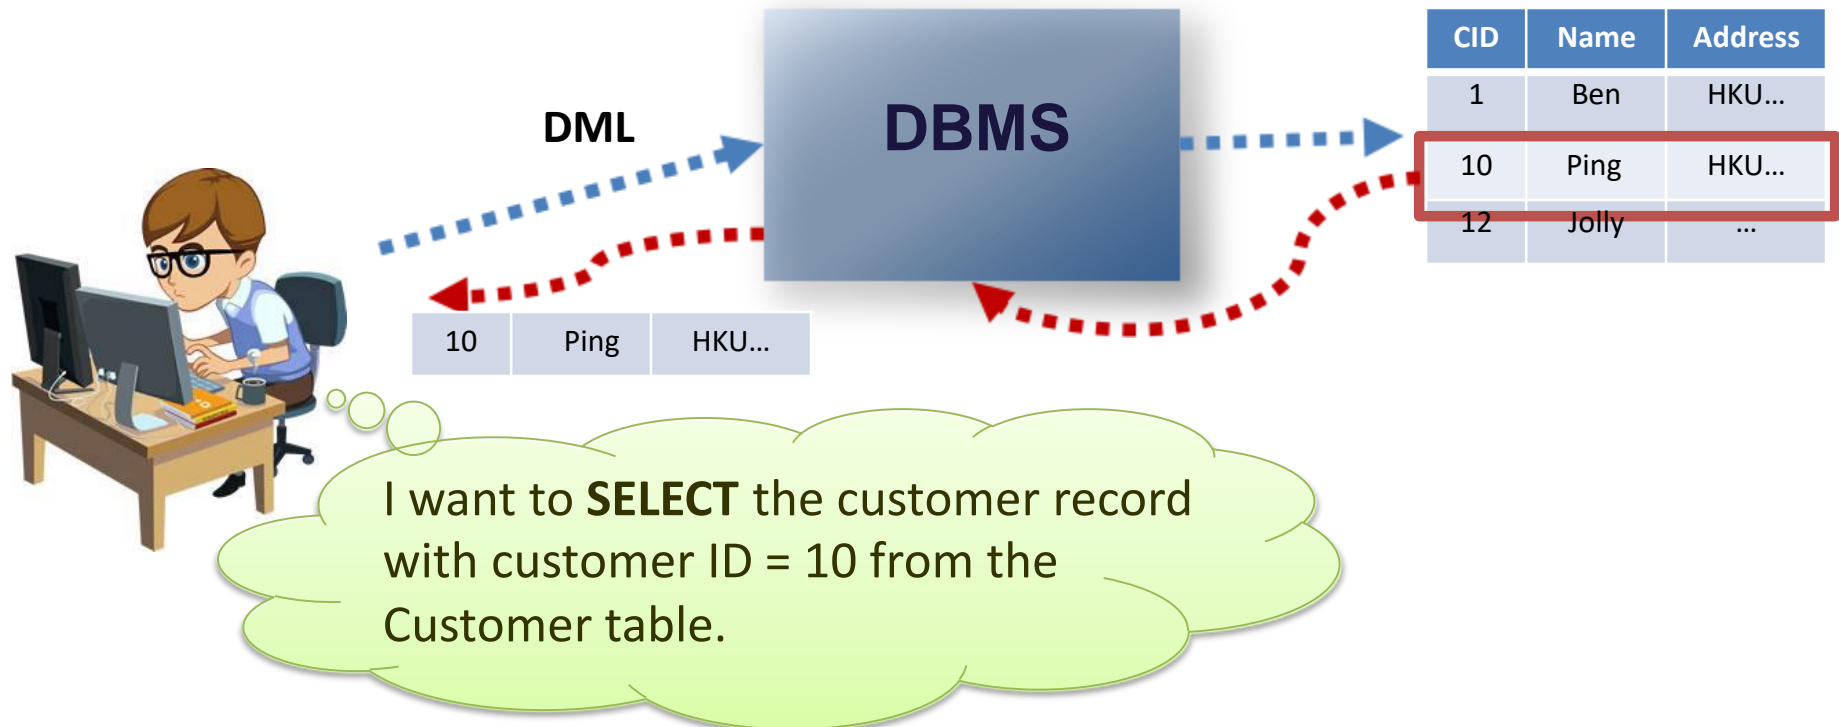 DML
DBMS
CID Name Address
1 Ben HKU...
10 Ping HKU...
12 Jolly ...
10 Ping HKU...
I want to SELECT the customer record
with customer ID = 10 from the
Customer table.